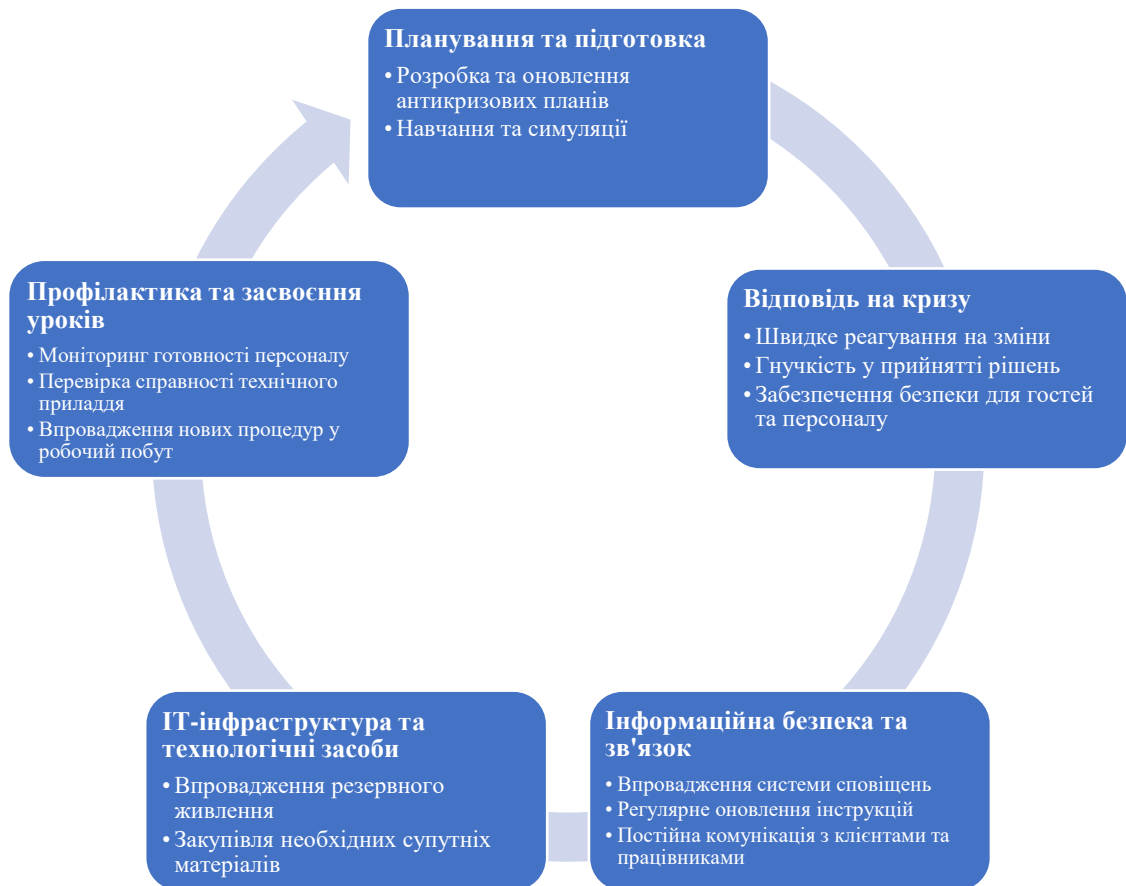 Планування та підготовка
• Розробка та оновлення
антикризових планів
• Навчання та симуляції
Відповідь на кризу
• Швидке реагування на зміни
• Гнучкість у прийнятті рішень
• Забезпечення безпеки для гостей
та персоналу
Інформаційна безпека та
зв'язок
• Впровадження системи сповіщень
• Регулярне оновлення інструкцій
• Постійна комунікація з клієнтами та
працівниками
ІТ-інфраструктура та
технологічні засоби
• Впровадження резервного
живлення
• Закупівля необхідних супутніх
матеріалів
Профілактика та засвоєння
уроків
• Моніторинг готовності персоналу
• Перевірка справності технічного
приладдя
• Впровадження нових процедур у
робочий побут